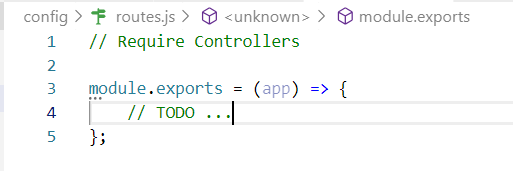 config > routes.js > <unknown> > module.exports
1 // Require Controllers
2
3 module.exports = (app) => {
4     // TODO ...
5 };